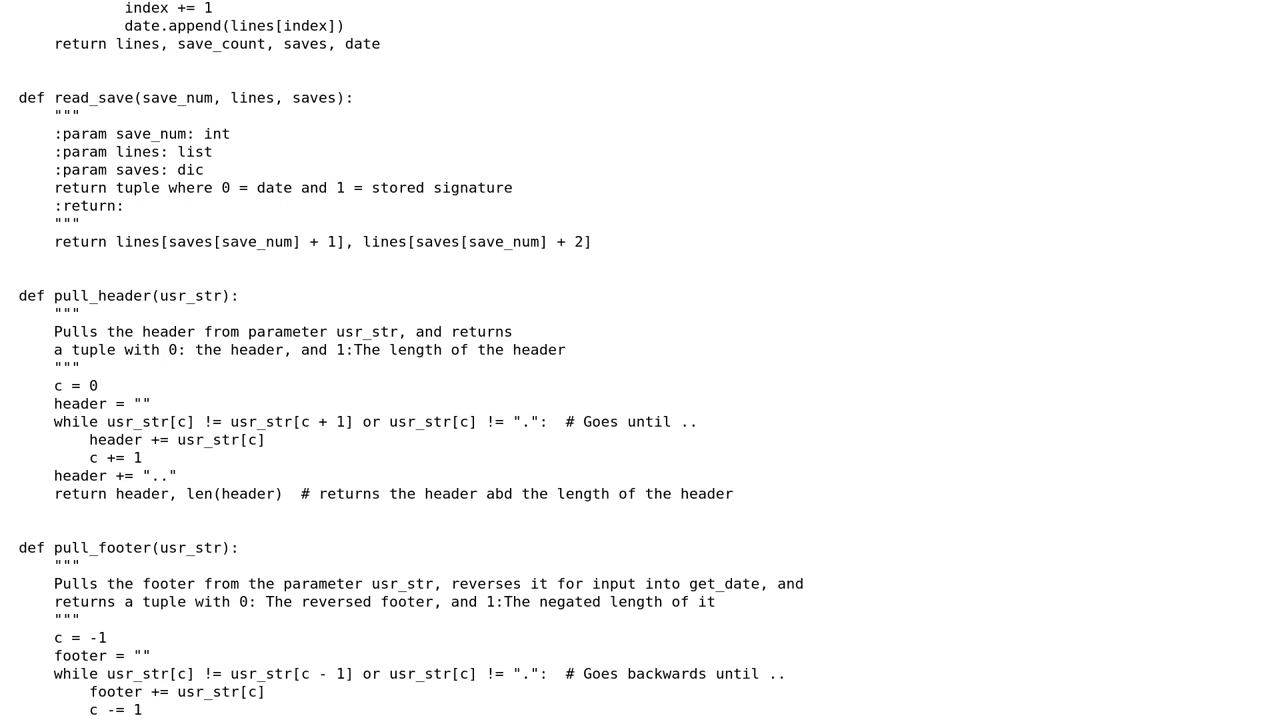 index += 1
            date.append(lines[index])
    return lines, save_count, saves, date


def read_save(save_num, lines, saves):
    """
    :param save_num: int
    :param lines: list
    :param saves: dic
    return tuple where 0 = date and 1 = stored signature
    :return:
    """
    return lines[saves[save_num] + 1], lines[saves[save_num] + 2]


def pull_header(usr_str):
    """
    Pulls the header from parameter usr_str, and returns
    a tuple with 0: the header, and 1:The length of the header
    """
    c = 0
    header = ""
    while usr_str[c] != usr_str[c + 1] or usr_str[c] != ".":  # Goes until ..
        header += usr_str[c]
        c += 1
    header += ".."
    return header, len(header)  # returns the header abd the length of the header


def pull_footer(usr_str):
    """
    Pulls the footer from the parameter usr_str, reverses it for input into get_date, and
    returns a tuple with 0: The reversed footer, and 1:The negated length of it
    """
    c = -1
    footer = ""
    while usr_str[c] != usr_str[c - 1] or usr_str[c] != ".":  # Goes backwards until ..
        footer += usr_str[c]
        c -= 1